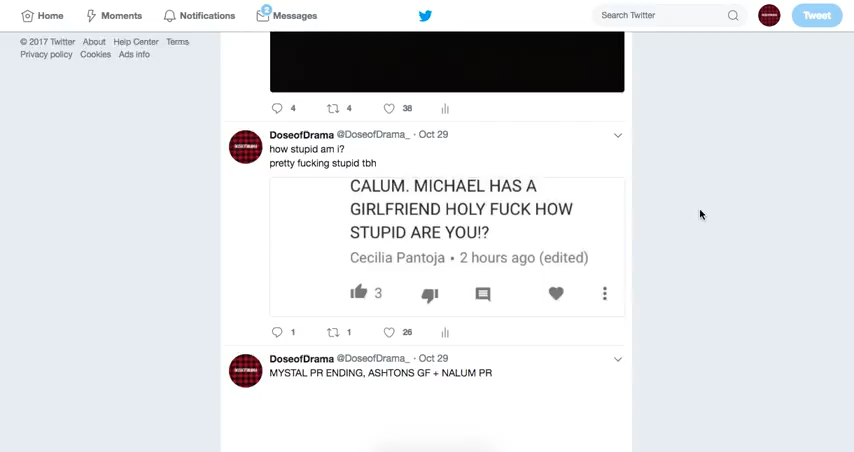 Home Moments Notifications 2 Messages Search Twitter Tweet
© 2017 Twitter About Help Center Terms
Privacy policy Cookies Ads info
4 4 38
DoseofDrama @DoseofDrama_ · Oct 29
how stupid am i?
pretty fucking stupid tbh
CALUM. MICHAEL HAS A
GIRLFRIEND HOLY FUCK HOW
STUPID ARE YOU!?
Cecilia Pantoja • 2 hours ago (edited)
3
1 1 26
DoseofDrama @DoseofDrama_ · Oct 29
MYSTAL PR ENDING, ASHTONS GF + NALUM PR